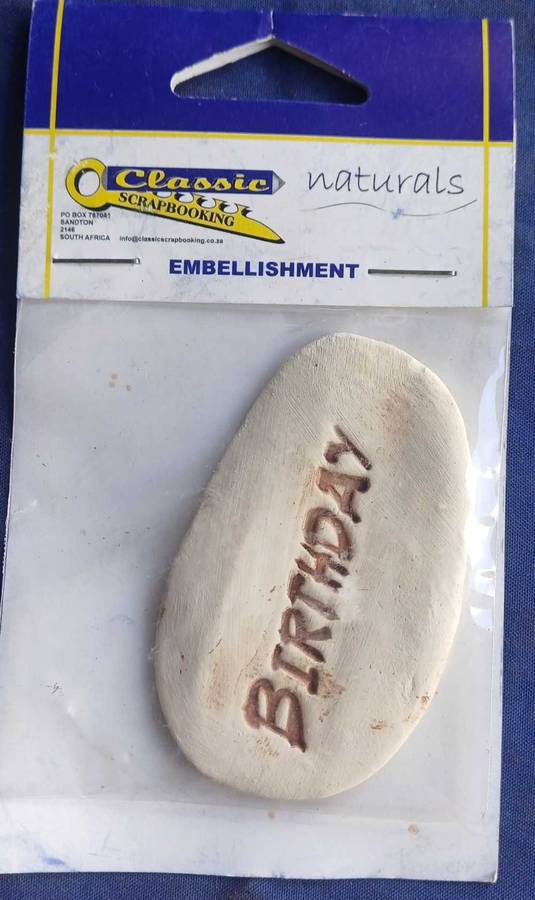 Classic
SCRAPBOOKING
naturals
PO BOX 787041
SANDTON
2146
SOUTH AFRICA info@classicscrapbooking.co.za
EMBELLISHMENT
BIRTHDAY